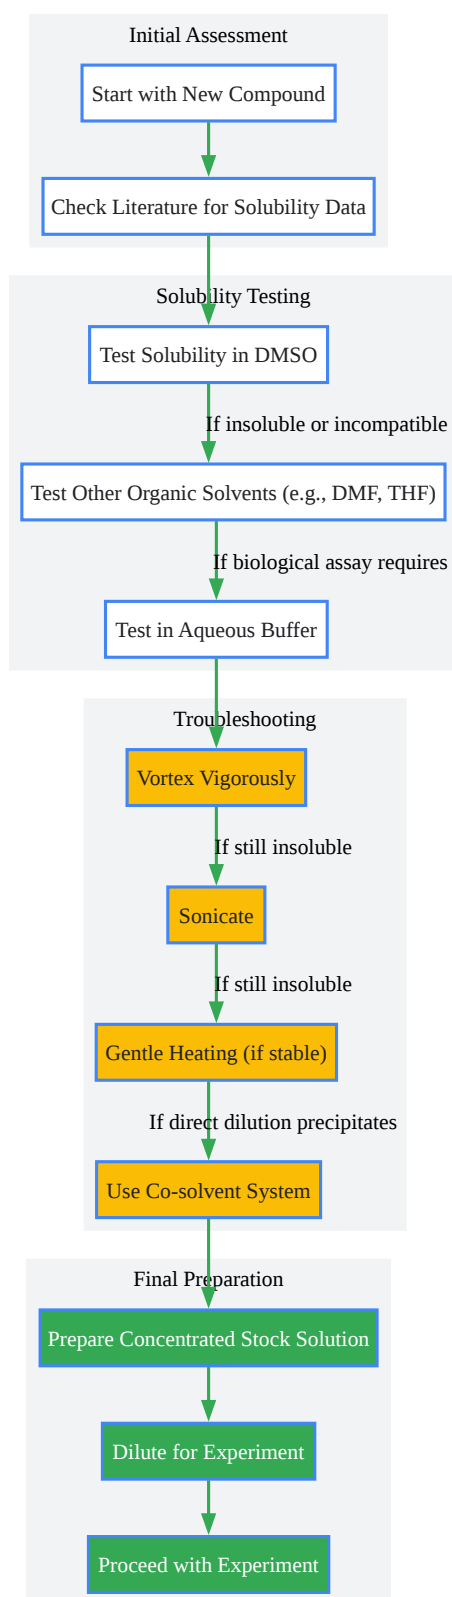 Initial Assessment
Start with New Compound
Check Literature for Solubility Data
Solubility Testing
Test Solubility in DMSO
If insoluble or incompatible
Test Other Organic Solvents (e.g., DMF, THF)
If biological assay requires
Test in Aqueous Buffer
Troubleshooting
Vortex Vigorously
If still insoluble
Sonicate
If still insoluble
Gentle Heating (if stable)
If direct dilution precipitates
Use Co-solvent System
Final Preparation
Prepare Concentrated Stock Solution
Dilute for Experiment
Proceed with Experiment